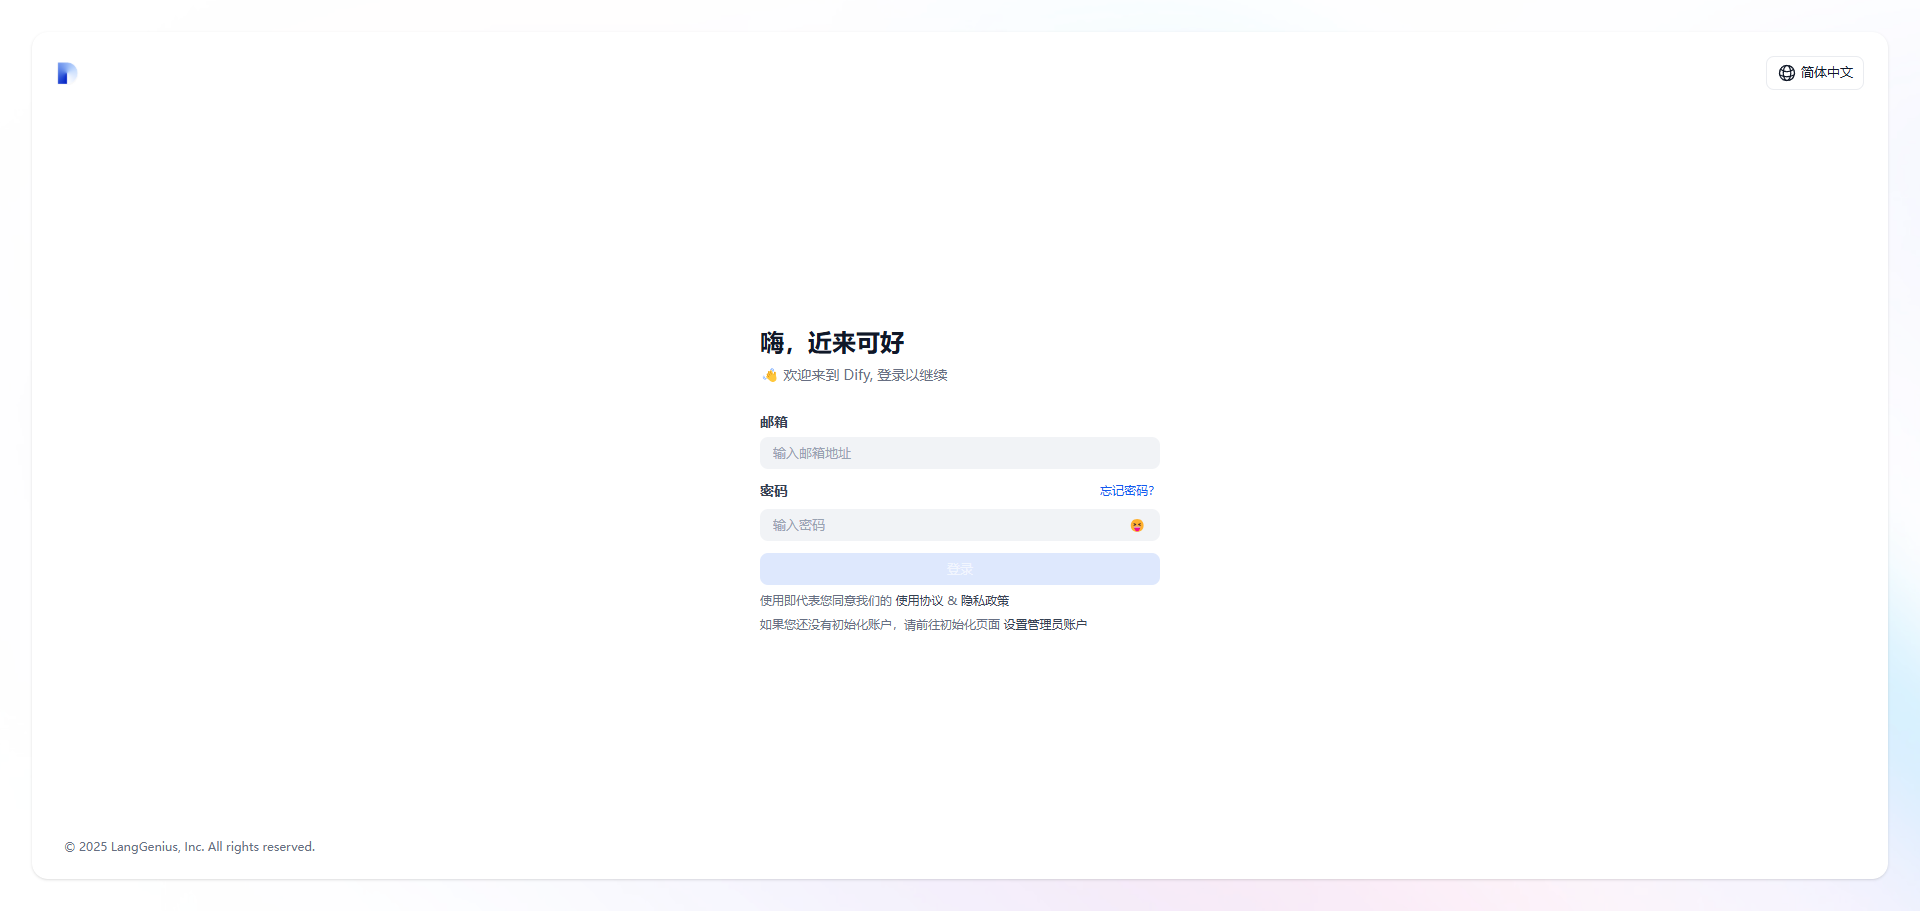 简体中文
嗨，近来可好
👋 欢迎来到 Dify, 登录以继续
邮箱
输入邮箱地址
密码 忘记密码?
输入密码
登录
使用即代表您同意我们的 使用协议 & 隐私政策
如果您还没有初始化账户，请前往初始化页面 设置管理员账户
© 2025 LangGenius, Inc. All rights reserved.